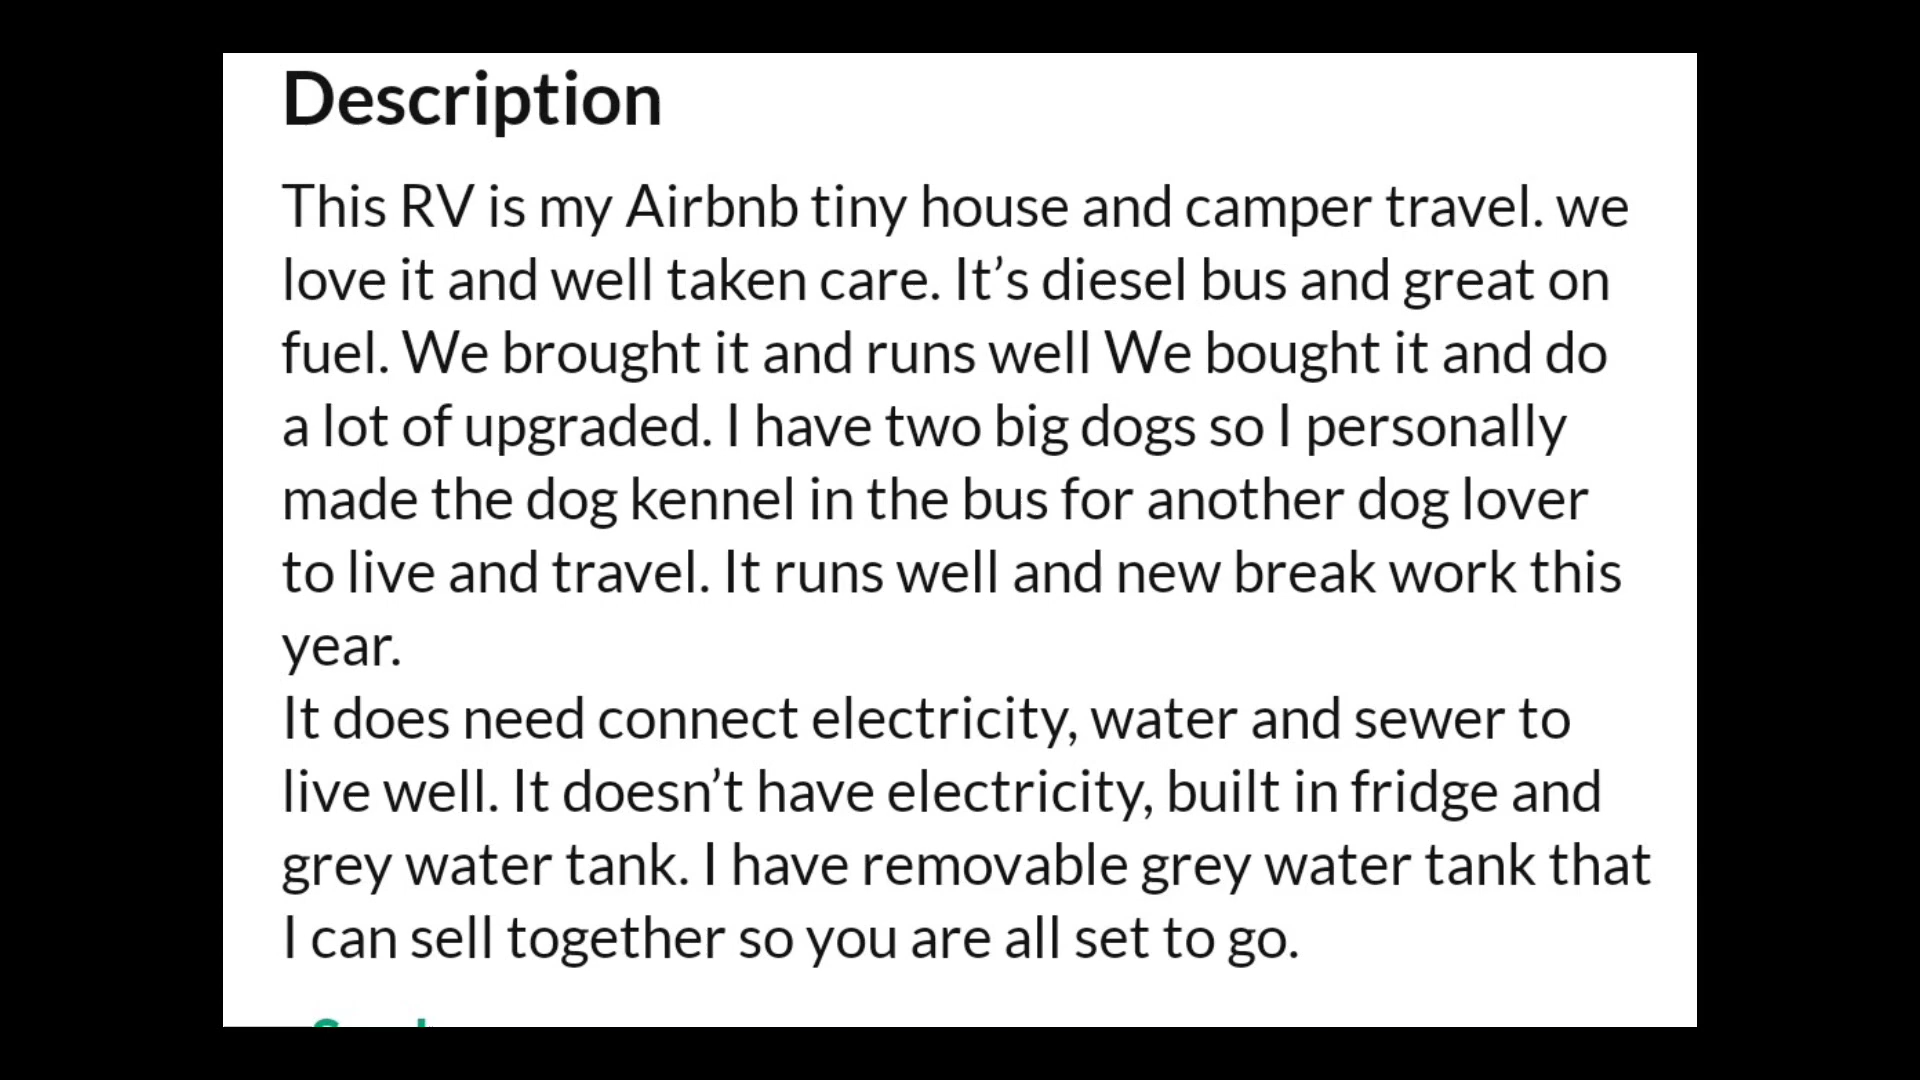 Description
This RV is my Airbnb tiny house and camper travel. we
love it and well taken care. It’s diesel bus and great on
fuel. We brought it and runs well We bought it and do
a lot of upgraded. I have two big dogs so I personally
made the dog kennel in the bus for another dog lover
to live and travel. It runs well and new break work this
year.
It does need connect electricity, water and sewer to
live well. It doesn’t have electricity, built in fridge and
grey water tank. I have removable grey water tank that
I can sell together so you are all set to go.